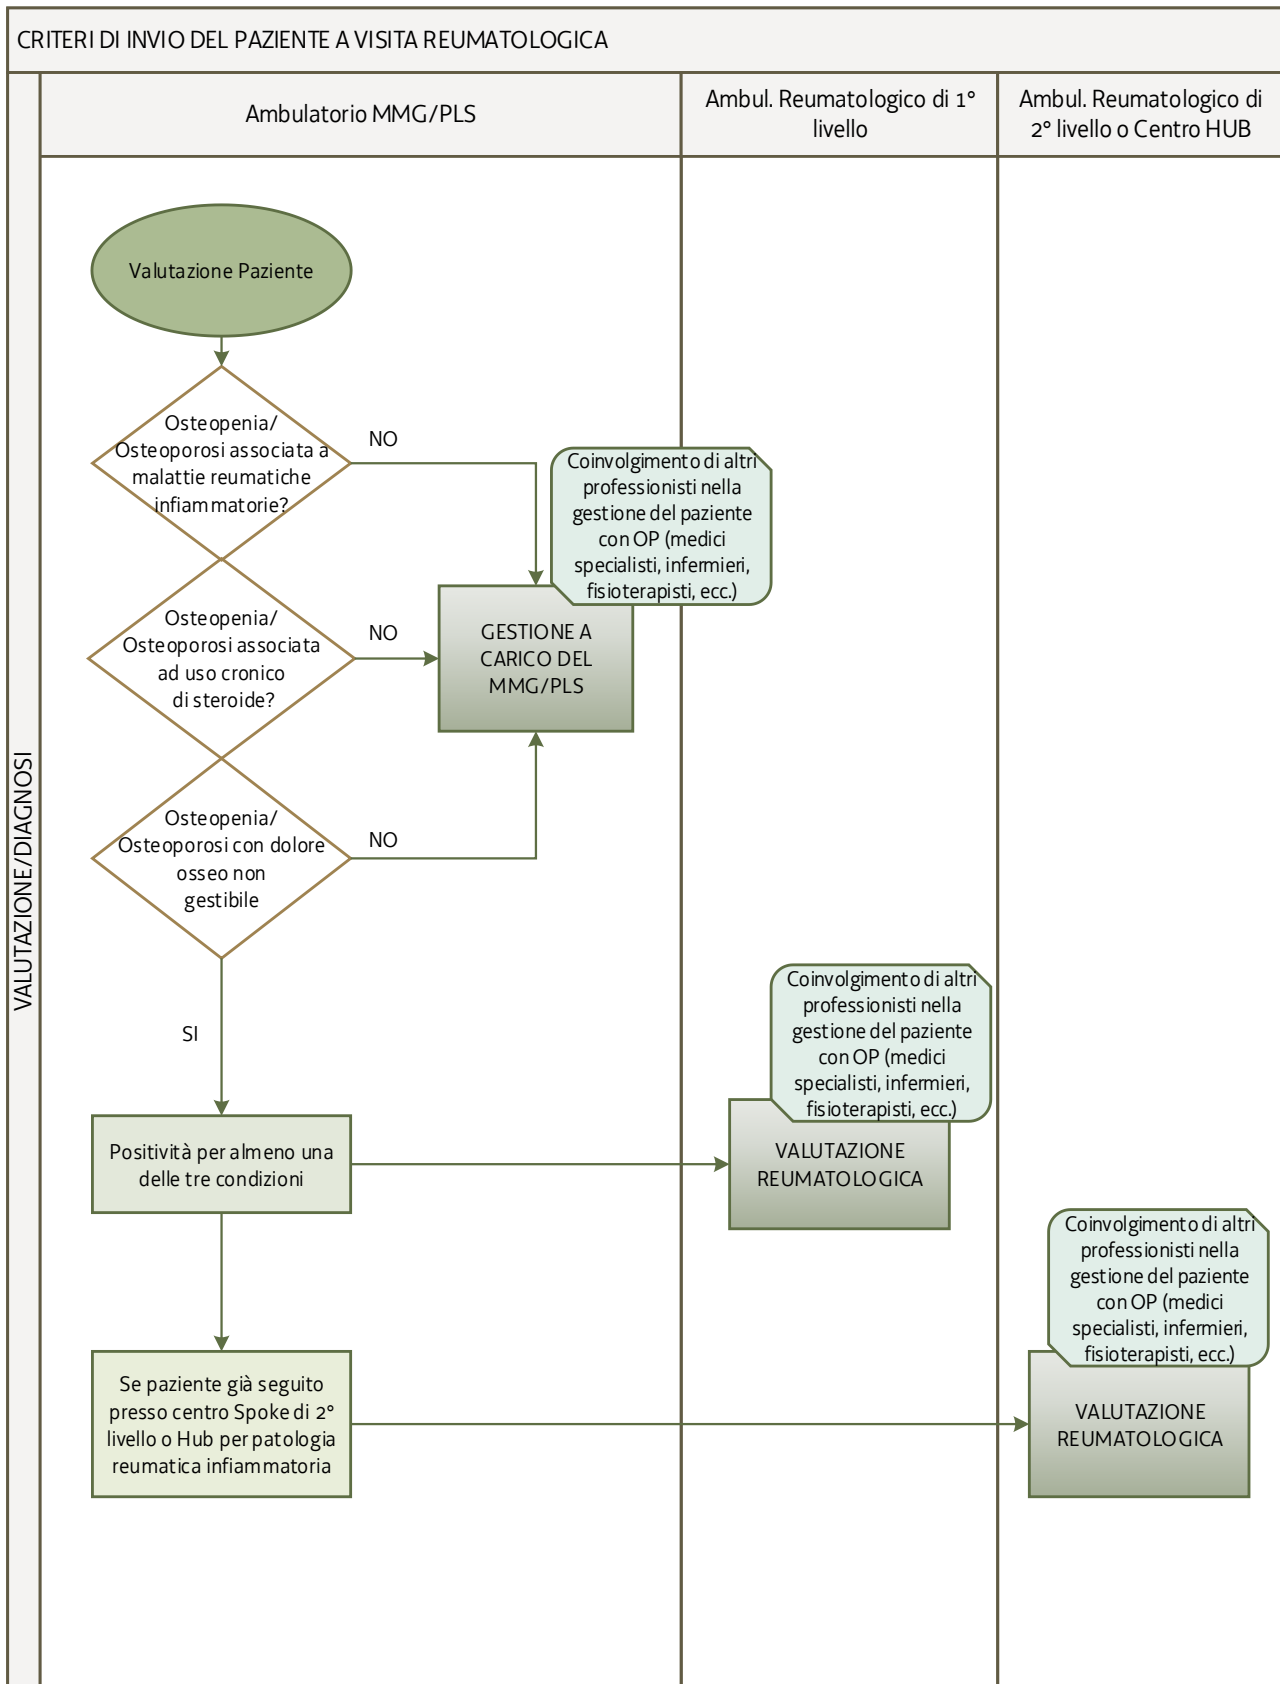 CRITERI DI INVIO DEL PAZIENTE A VISITA REUMATOLOGICA
Ambulatorio MMG/PLS
Ambul. Reumatologico di 1°
livello
Ambul. Reumatologico di
2° livello o Centro HUB
VALUTAZIONE/DIAGNOSI
Valutazione Paziente
Osteopenia/
Osteoporosi associata a
malattie reumatiche
infiammatorie?
NO
Coinvolgimento di altri
professionisti nella
gestione del paziente
con OP (medici
specialisti, infermieri,
fisioterapisti, ecc.)
Osteopenia/
Osteoporosi associata
ad uso cronico
di steroide?
NO
GESTIONE A
CARICO DEL
MMG/PLS
Osteopenia/
Osteoporosi con dolore
osseo non
gestibile
NO
SI
Coinvolgimento di altri
professionisti nella
gestione del paziente
con OP (medici
specialisti, infermieri,
fisioterapisti, ecc.)
Positività per almeno una
delle tre condizioni
VALUTAZIONE
REUMATOLOGICA
Coinvolgimento di altri
professionisti nella
gestione del paziente
con OP (medici
specialisti, infermieri,
fisioterapisti, ecc.)
Se paziente già seguito
presso centro Spoke di 2°
livello o Hub per patologia
reumatica infiammatoria
VALUTAZIONE
REUMATOLOGICA